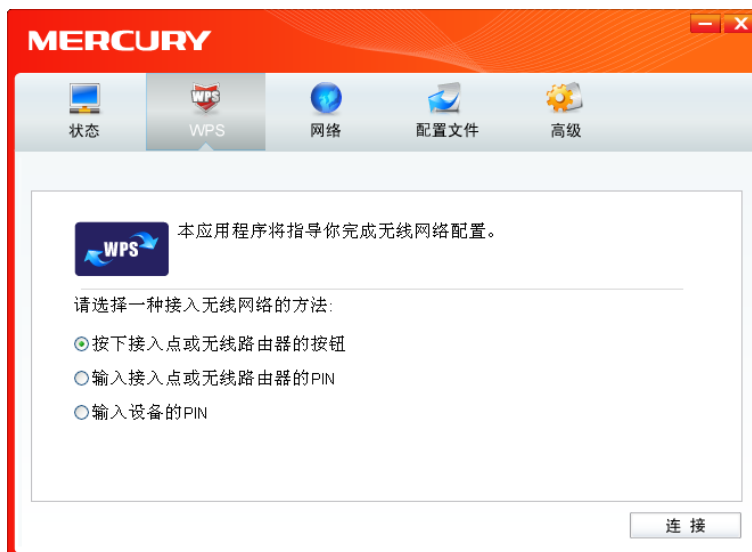 MERCURY
状态
WPS
WPS
网络
配置文件
高级
WPS
本应用程序将指导你完成无线网络配置。
请选择一种接入无线网络的方法:
按下接入点或无线路由器的按钮
输入接入点或无线路由器的PIN
输入设备的PIN
连 接